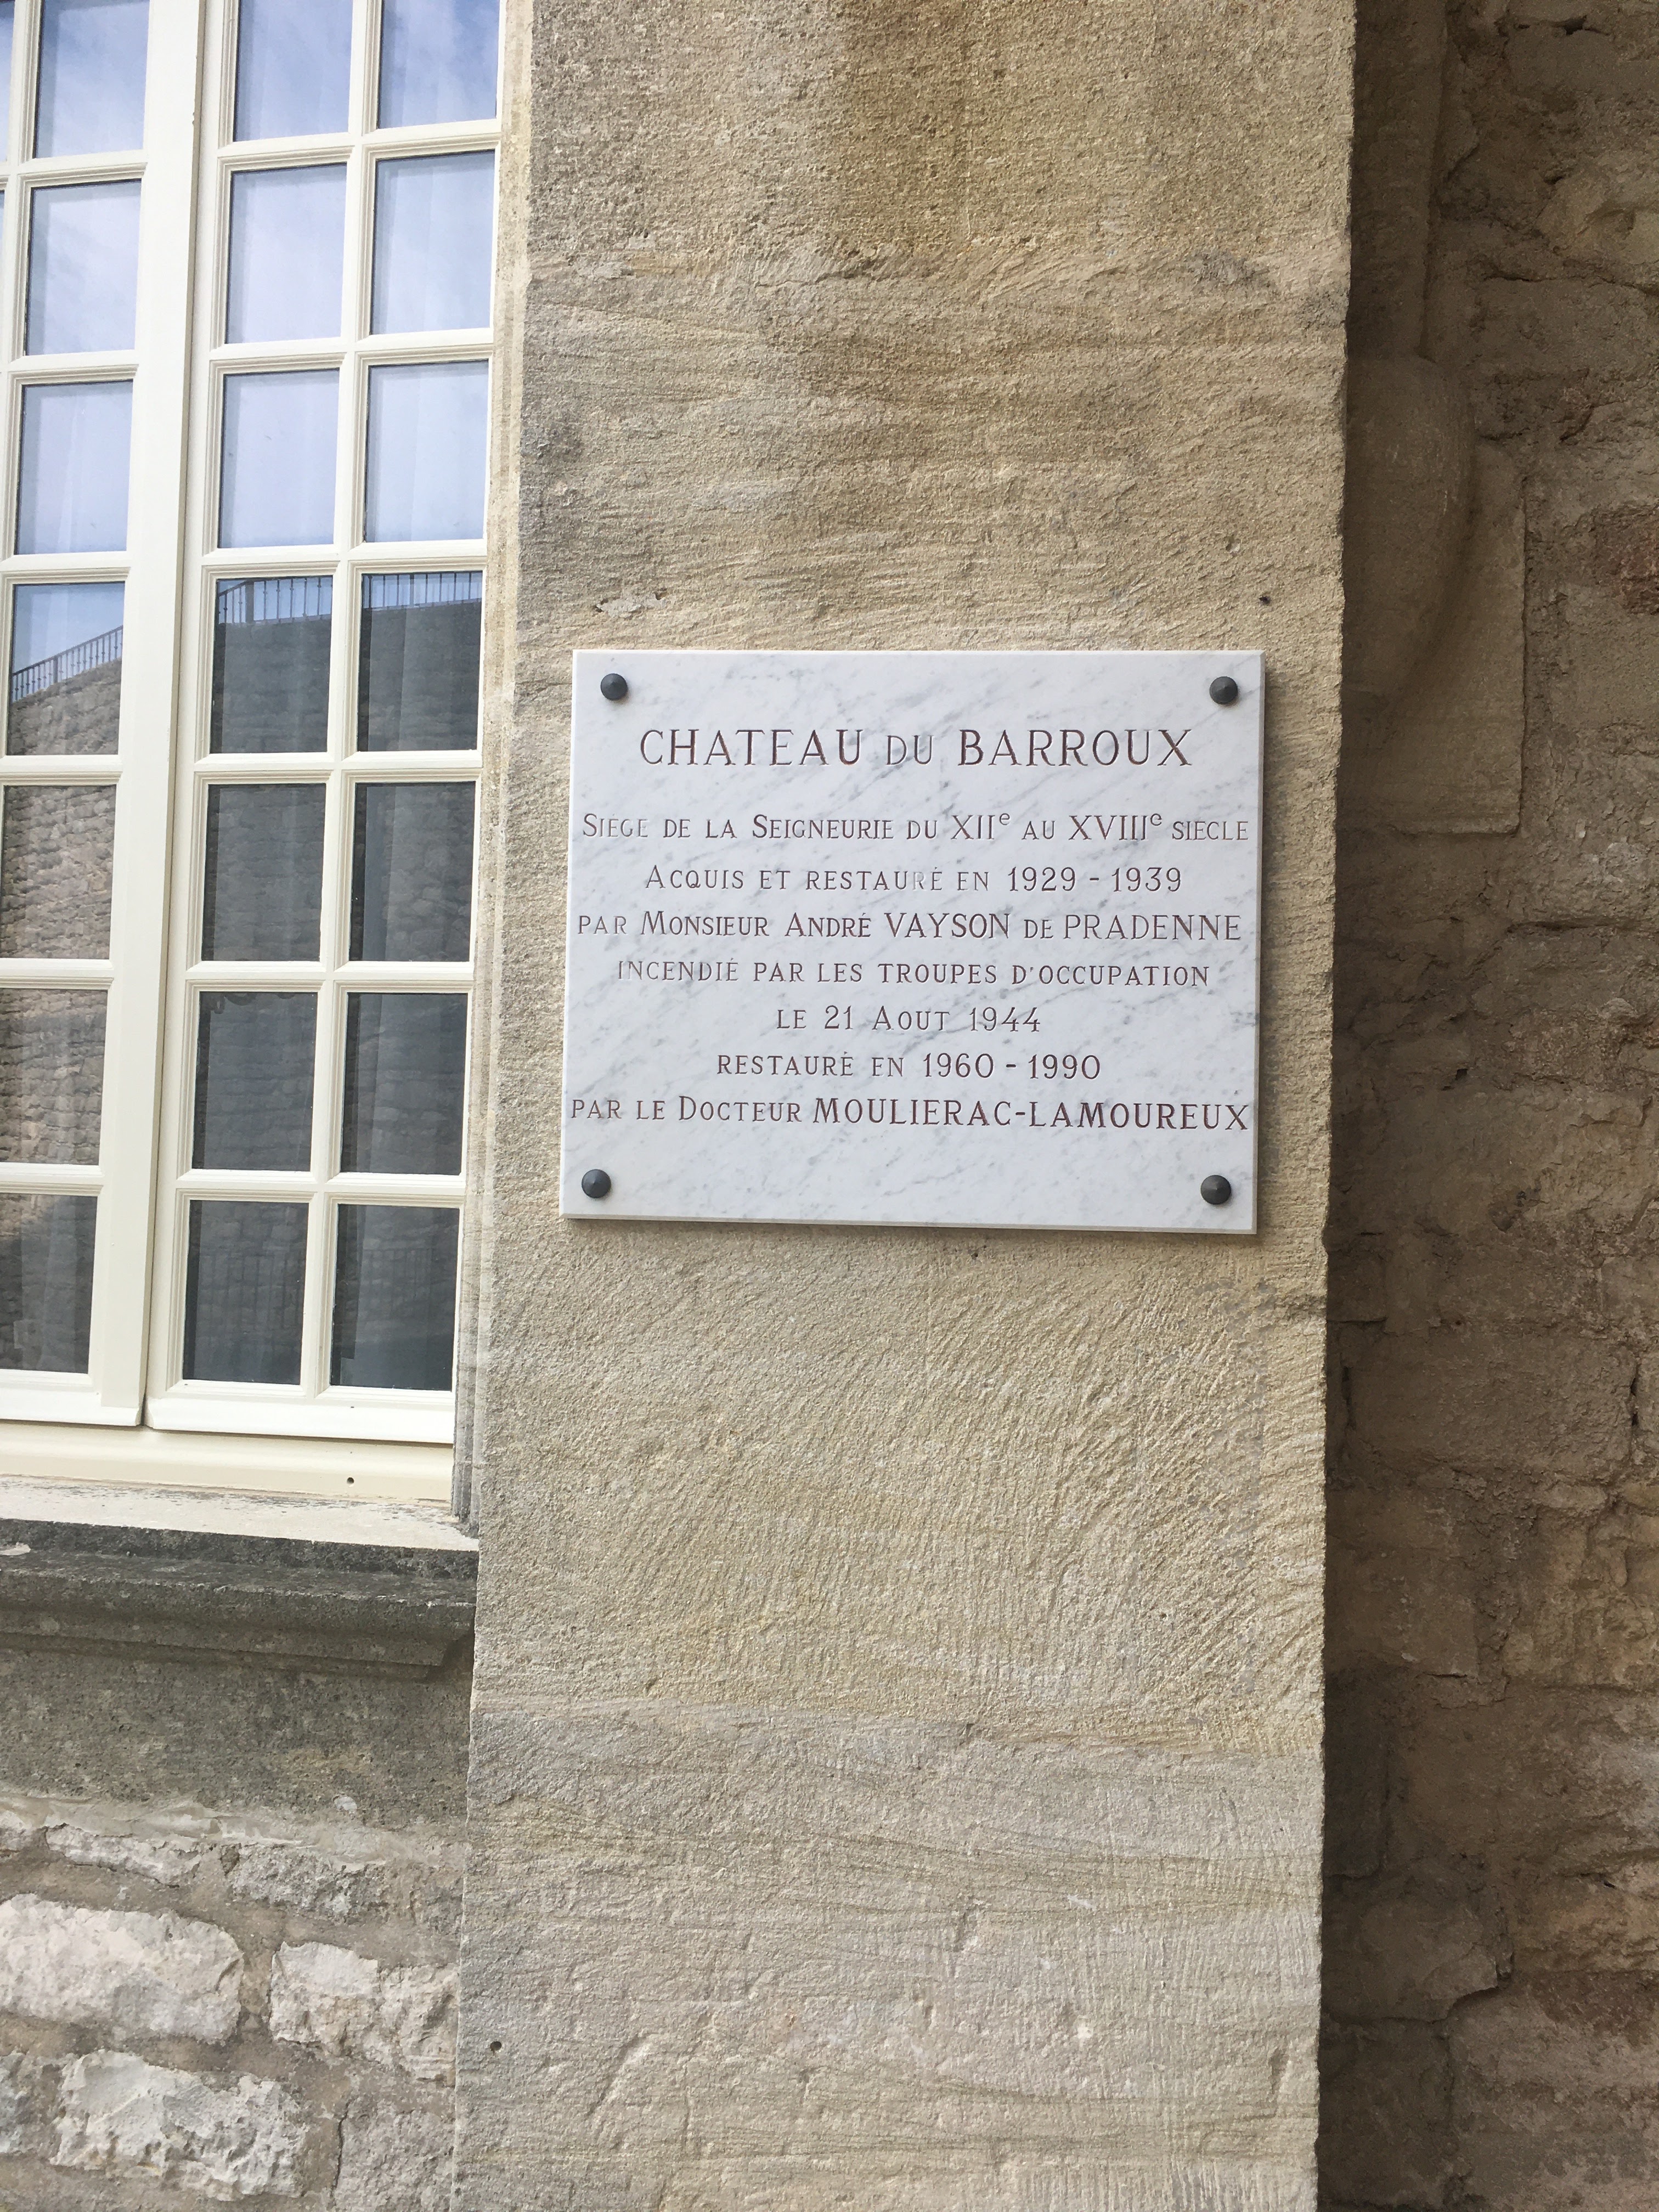 CHATEAU DU BARROUX
SIEGE DE LA SEIGNEURIE DU XIIe AU XVIIIe SIECLE
ACQUIS ET RESTAURÉ EN 1929 - 1939
PAR MONSIEUR ANDRÉ VAYSON DE PRADENNE
INCENDIÉ PAR LES TROUPES D'OCCUPATION
LE 21 AOUT 1944
RESTAURÉ EN 1960 - 1990
PAR LE DOCTEUR MOULIERAC-LAMOUREUX